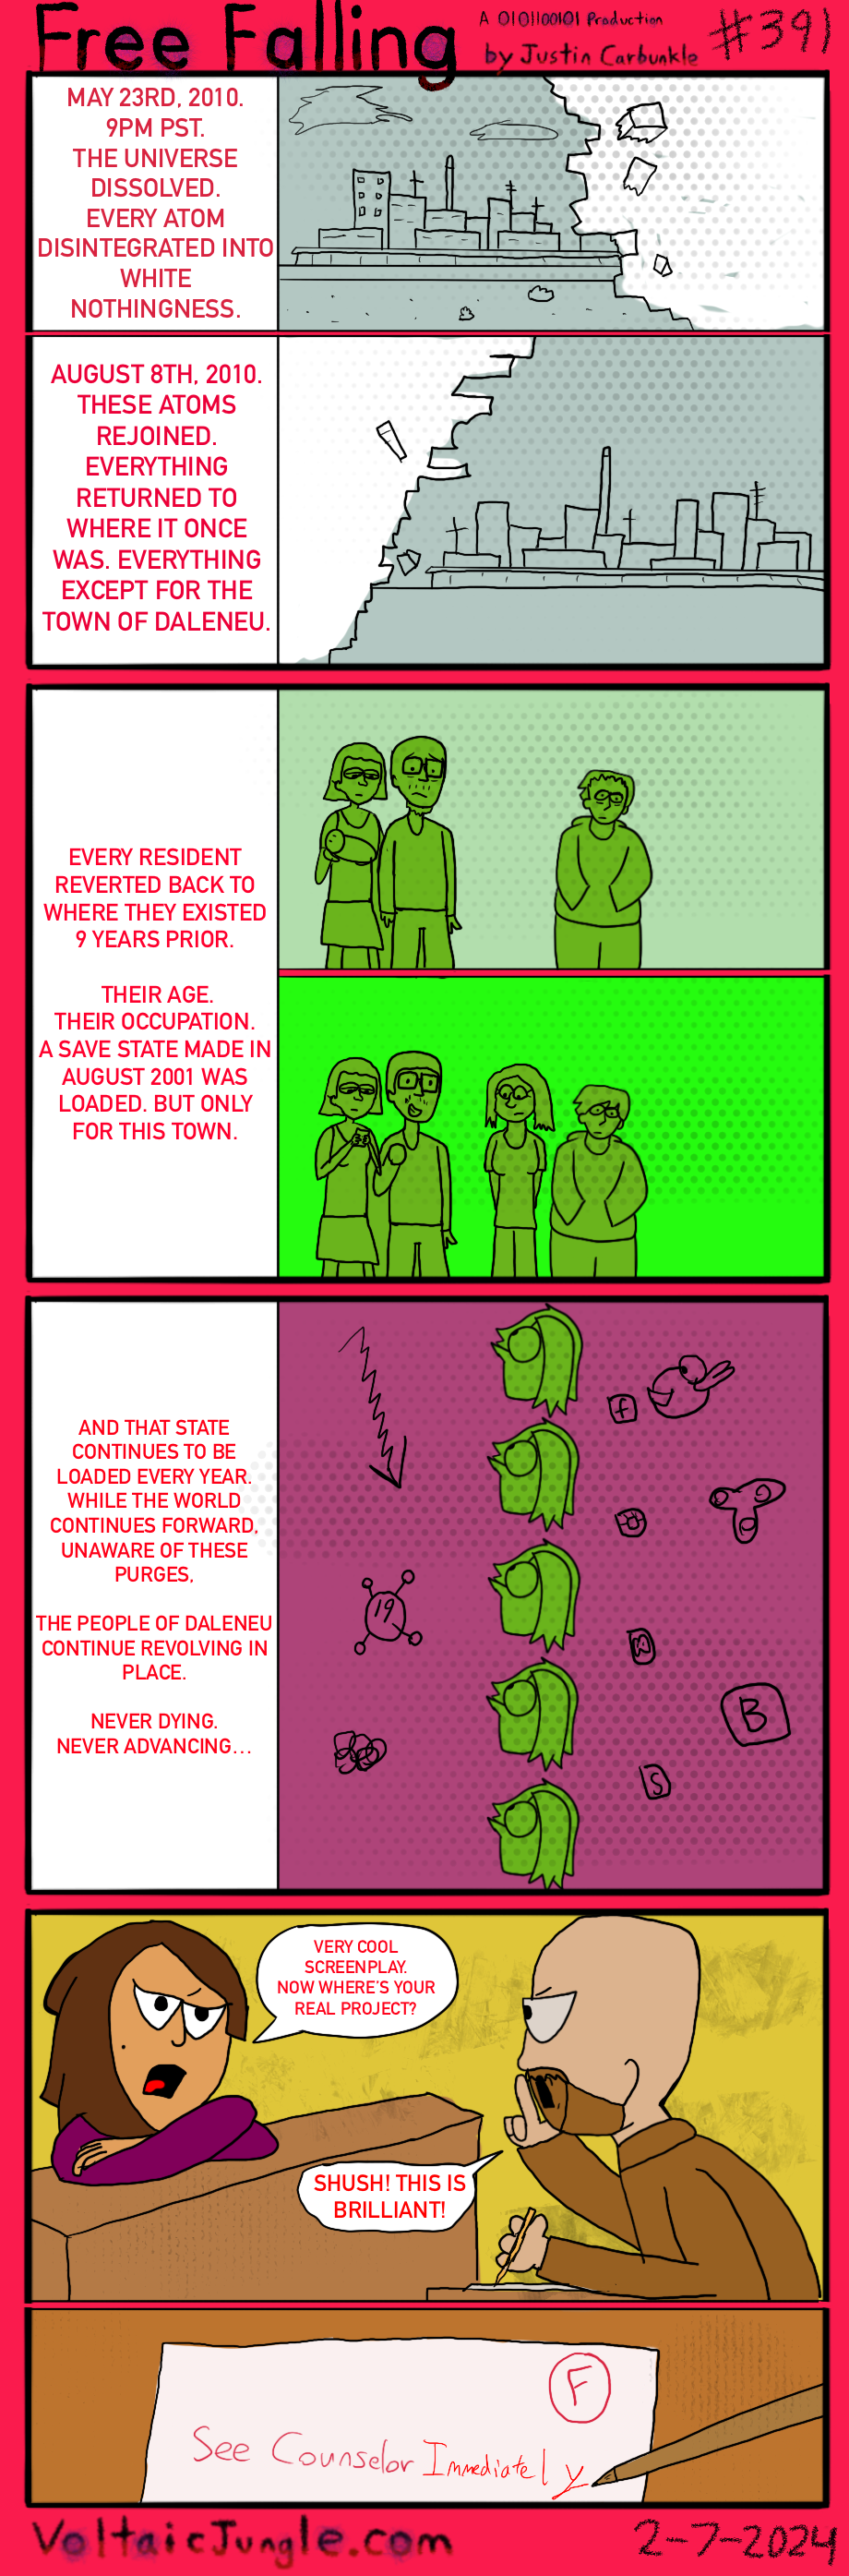 Free Falling
A 0101100101 Production
by Justin Carbunkle
#391
MAY 23RD, 2010.
9PM PST.
THE UNIVERSE
DISSOLVED.
EVERY ATOM
DISINTEGRATED INTO
WHITE
NOTHINGNESS.
AUGUST 8TH, 2010.
THESE ATOMS
REJOINED.
EVERYTHING
RETURNED TO
WHERE IT ONCE
WAS. EVERYTHING
EXCEPT FOR THE
TOWN OF DALENEU.
EVERY RESIDENT
REVERTED BACK TO
WHERE THEY EXISTED
9 YEARS PRIOR.
THEIR AGE.
THEIR OCCUPATION.
A SAVE STATE MADE IN
AUGUST 2001 WAS
LOADED. BUT ONLY
FOR THIS TOWN.
AND THAT STATE
CONTINUES TO BE
LOADED EVERY YEAR.
WHILE THE WORLD
CONTINUES FORWARD,
UNAWARE OF THESE
PURGES,
THE PEOPLE OF DALENEU
CONTINUE REVOLVING IN
PLACE.
NEVER DYING.
NEVER ADVANCING...
f
19
B
S
VERY COOL
SCREENPLAY.
NOW WHERE'S YOUR
REAL PROJECT?
SHUSH! THIS IS
BRILLIANT!
F
See Counselor Immediately
VoltaicJungle.com
2-7-2024